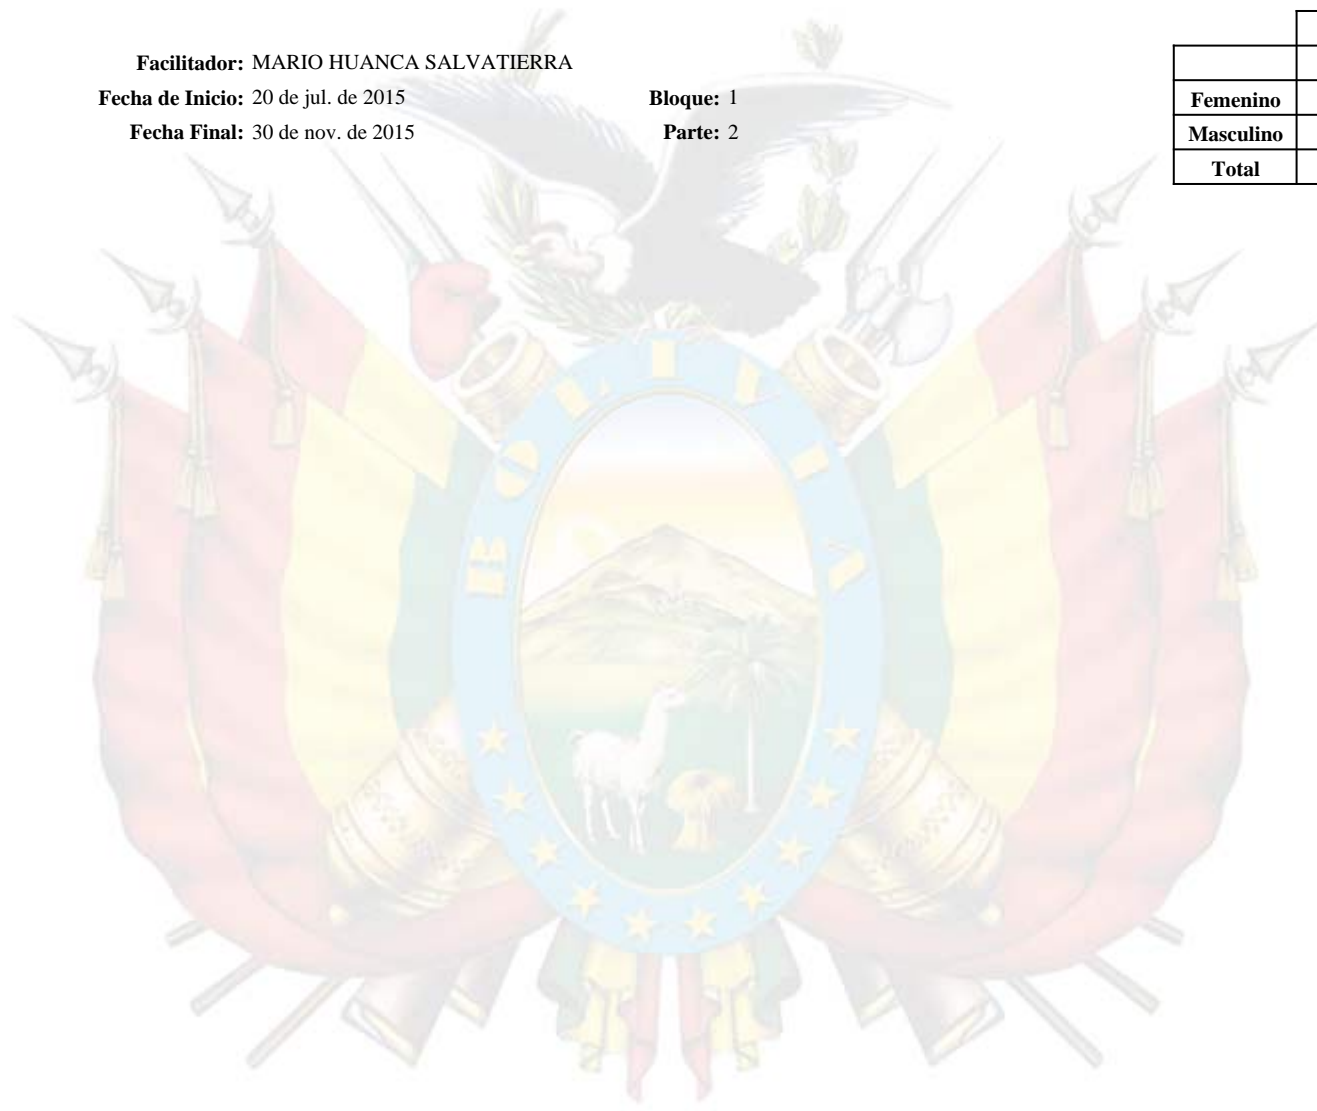 Facilitador: MARIO HUANCA SALVATIERRA
Fecha de Inicio: 20 de jul. de 2015 Bloque: 1
Fecha Final: 30 de nov. de 2015 Parte: 2
Femenino
Masculino
Total
BOLIVIA